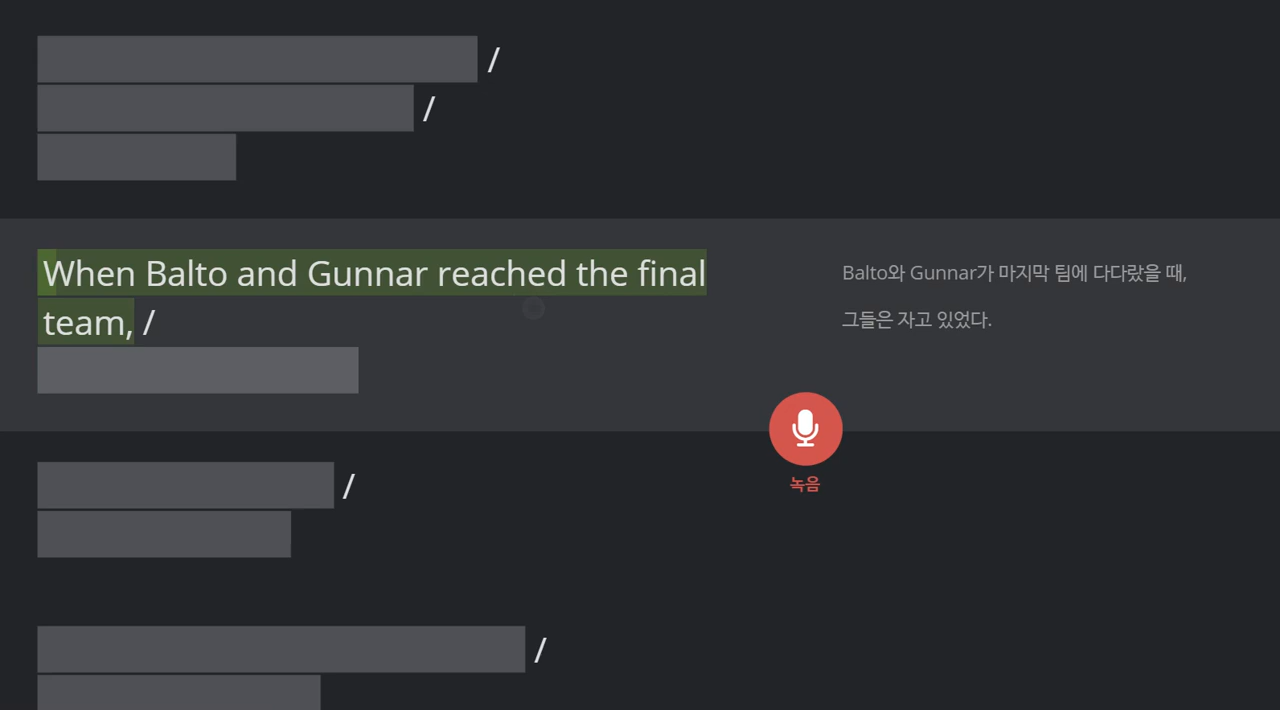 /
/
When Balto and Gunnar reached the final
team, /
Balto와 Gunnar가 마지막 팀에 다다랐을 때,
그들은 자고 있었다.
녹음
/
/